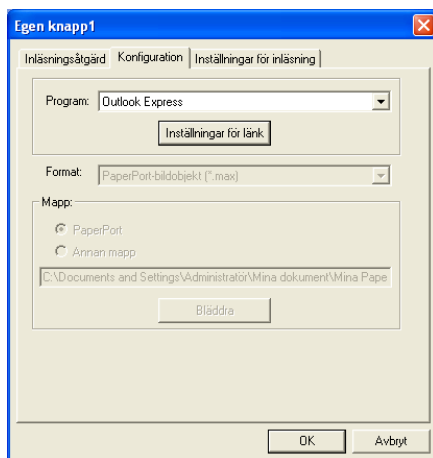 Egen knapp1
Inläsningsåtgärd Konfiguration Inställningar för inläsning
Program: Outlook Express
Inställningar för länk
Format: PaperPort-bildobjekt (*.max)
Mapp:
PaperPort
Annan mapp
C:\Documents and Settings\Administratör\Mina dokument\Mina Pape
Bläddra
OK Avbryt